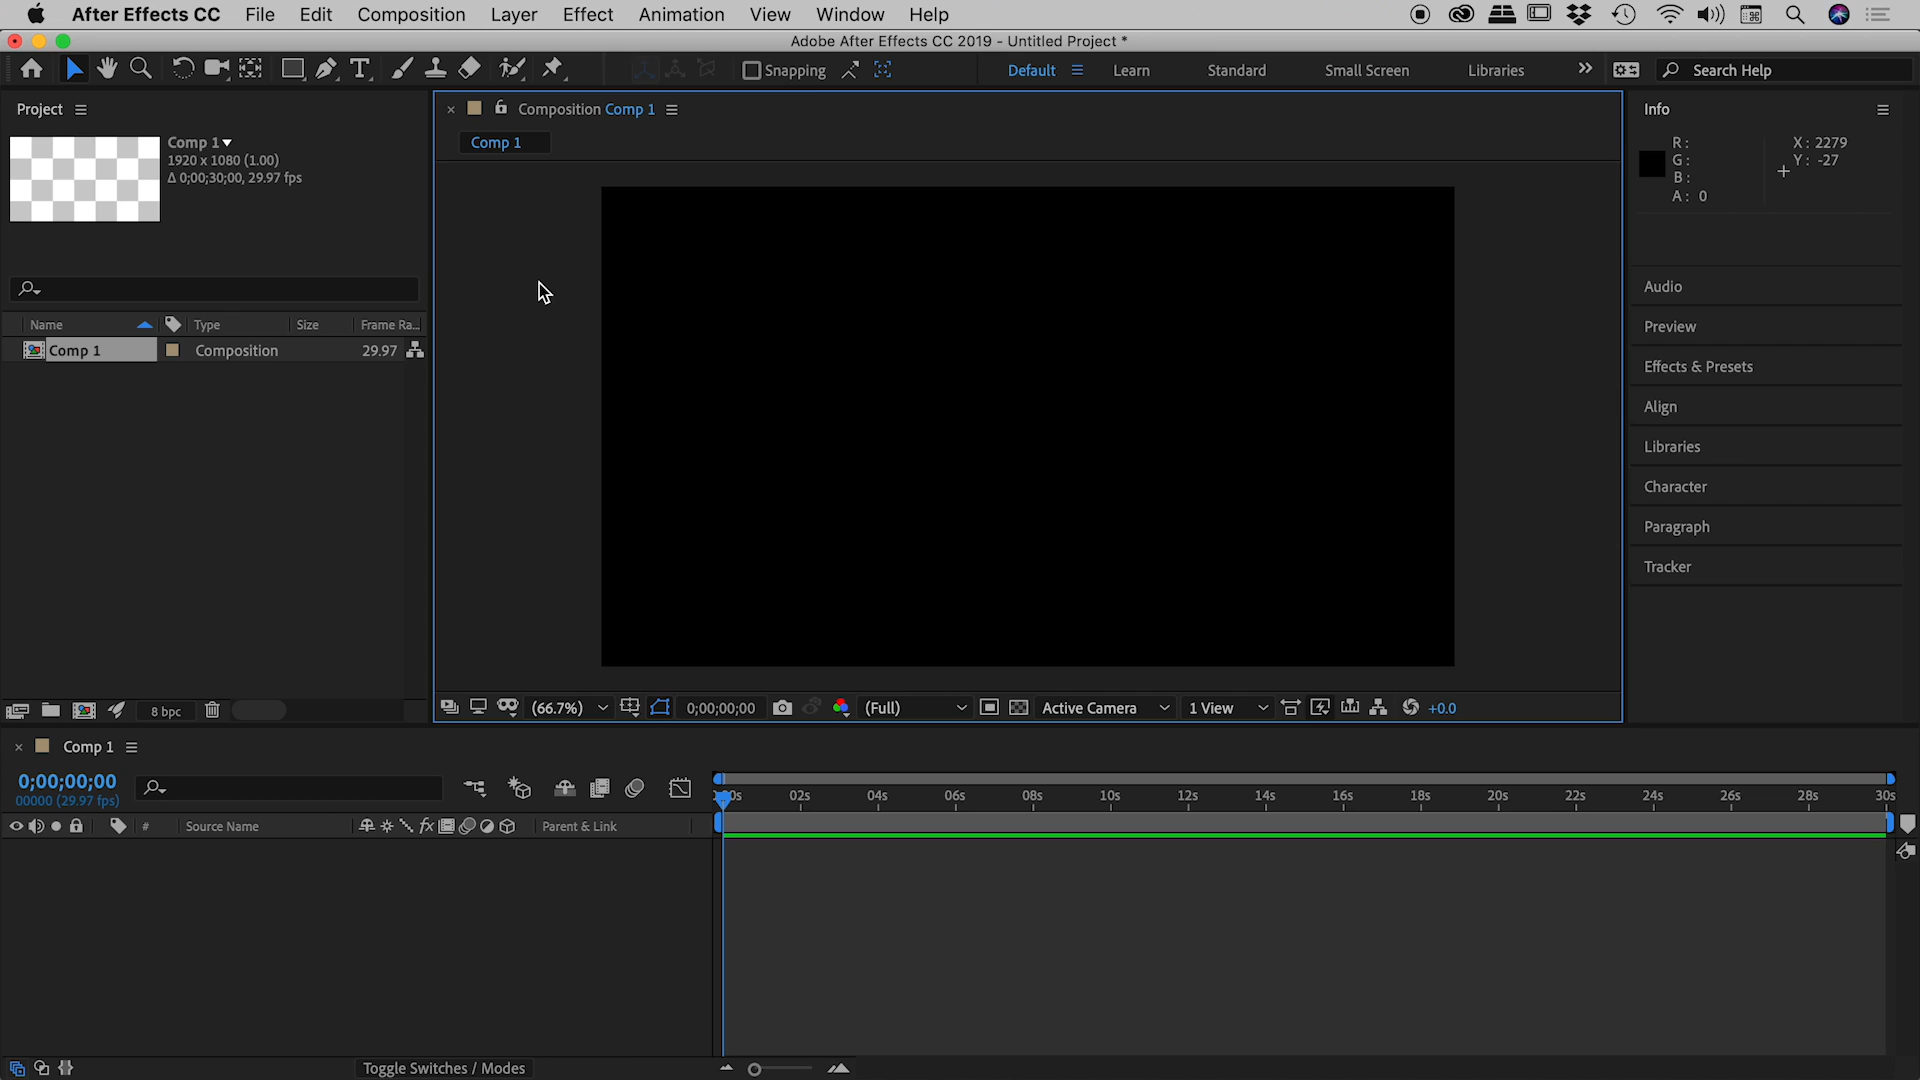 After Effects CC File Edit Composition Layer Effect Animation View Window Help
Adobe After Effects CC 2019 - Untitled Project *
Snapping Default Learn Standard Small Screen Libraries Search Help
Project
Comp 1
1920 x 1080 (1.00)
Δ 0;00;30;00, 29.97 fps
Name Type Size Frame Ra...
Comp 1 Composition 29.97
8 bpc
Composition Comp 1
Comp 1
(66.7%) 0;00;00;00 (Full) Active Camera 1 View +0.0
Info
R:
G:
B:
A: 0
X: 2279
Y: -27
Audio
Preview
Effects & Presets
Align
Libraries
Character
Paragraph
Tracker
Comp 1
0;00;00;00
00000 (29.97 fps)
02s 04s 06s 08s 10s 12s 14s 16s 18s 20s 22s 24s 26s 28s 30s
# Source Name fx Parent & Link
Toggle Switches / Modes